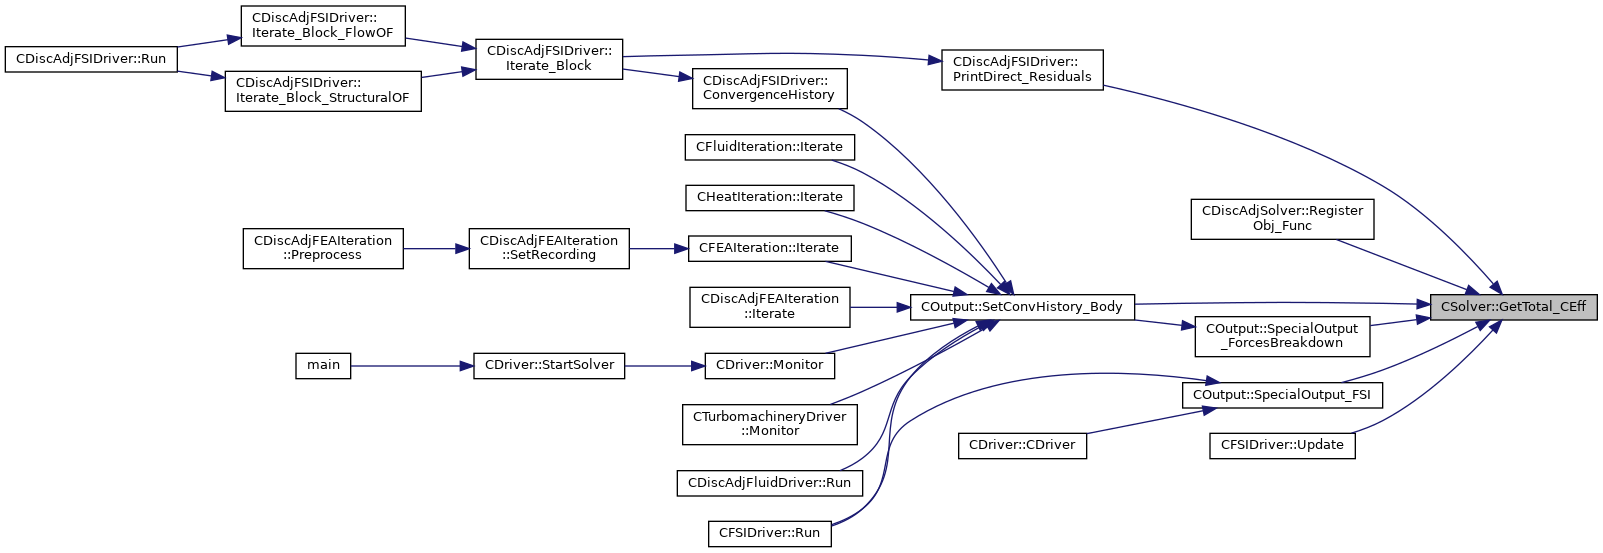 CDiscAdjFSIDriver::Run
CDiscAdjFSIDriver::
Iterate_Block_FlowOF
CDiscAdjFSIDriver::
Iterate_Block_StructuralOF
CDiscAdjFSIDriver::
Iterate_Block
CDiscAdjFSIDriver::
ConvergenceHistory
CDiscAdjFSIDriver::
PrintDirect_Residuals
CFluidIteration::Iterate
CHeatIteration::Iterate
CDiscAdjFEAIteration
::Preprocess
CDiscAdjFEAIteration
::SetRecording
CFEAIteration::Iterate
CDiscAdjFEAIteration
::Iterate
main
CDriver::StartSolver
CDriver::Monitor
CTurbomachineryDriver
::Monitor
CDiscAdjFluidDriver::Run
CFSIDriver::Run
COutput::SetConvHistory_Body
CDriver::CDriver
CDiscAdjSolver::Register
Obj_Func
COutput::SpecialOutput
_ForcesBreakdown
COutput::SpecialOutput_FSI
CFSIDriver::Update
CSolver::GetTotal_CEff